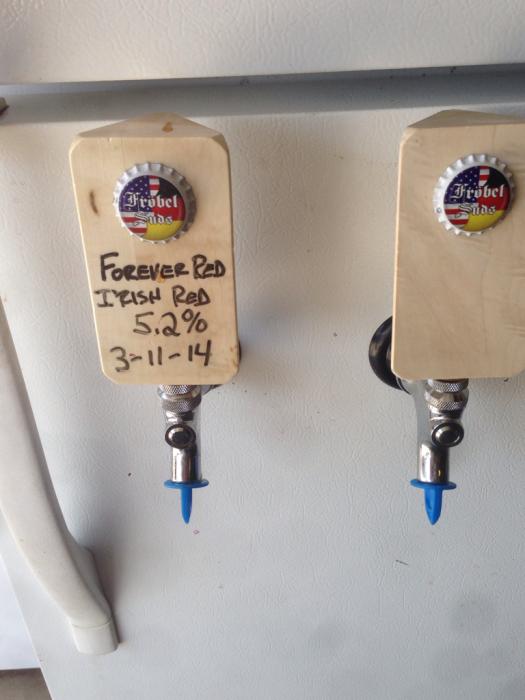 Fröbel
Suds
FOREVER RED
IRISH RED
5.2%
3-11-14
Fröbel
Suds